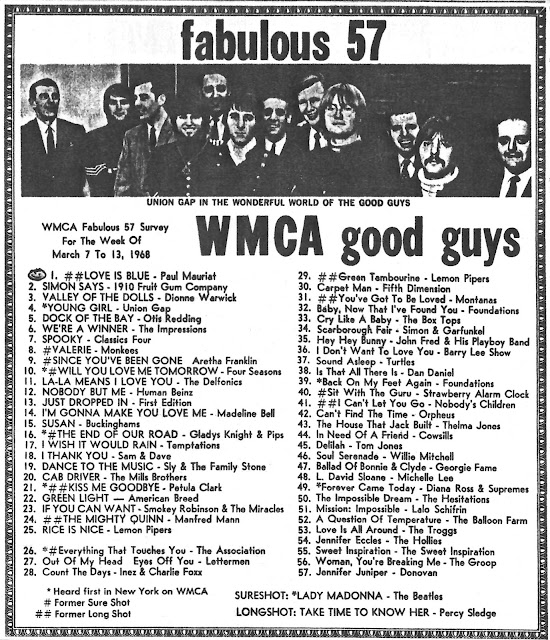 fabulous 57
UNION GAP IN THE WONDERFUL WORLD OF THE GOOD GUYS
WMCA Fabulous 57 Survey
For The Week Of
March 7 To 13, 1968
WMCA good guys
1. ##LOVE IS BLUE - Paul Mauriat
2. SIMON SAYS - 1910 Fruit Gum Company
3. VALLEY OF THE DOLLS - Dionne Warwick
4. *YOUNG GIRL - Union Gap
5. DOCK OF THE BAY - Otis Redding
6. WE'RE A WINNER - The Impressions
7. SPOOKY - Classics Four
8. #VALERIE - Monkees
9. # SINCE YOU'VE BEEN GONE Aretha Franklin
10. *#WILL YOU LOVE ME TOMORROW - Four Seasons
11. LA-LA MEANS I LOVE YOU - The Delfonics
12. NOBODY BUT ME - Human Beinz
13. JUST DROPPED IN - First Edition
14. I'M GONNA MAKE YOU LOVE ME - Madeline Bell
15. SUSAN - Buckinghams
16. *#THE END OF OUR ROAD - Gladys Knight & Pips
17. I WISH IT WOULD RAIN - Temptations
18. I THANK YOU - Sam & Dave
19. DANCE TO THE MUSIC - Sly & The Family Stone
20. CAB DRIVER - The Mills Brothers
21. *##KISS ME GOODBYE - Petula Clark
22. GREEN LIGHT — American Breed
23. IF YOU CAN WANT - Smokey Robinson & The Miracles
24. ##THE MIGHTY QUINN - Manfred Mann
25. RICE IS NICE - Lemon Pipers
26. *#Everything That Touches You - The Association
27. Out Of My Head Eyes Off You - Lettermen
28. Count The Days - Inez & Charlie Foxx
29. ##Green Tambourine - Lemon Pipers
30. Carpet Man - Fifth Dimension
31. ##You've Got To Be Loved - Montanas
32. Baby, Now That I've Found You - Foundations
33. Cry Like A Baby - The Box Tops
34. Scarborough Fair - Simon & Garfunkel
35. Hey Hey Bunny - John Fred & His Playboy Band
36. I Don't Want To Love You - Barry Lee Show
37. Sound Asleep - Turtles
38. Is That All There Is - Dan Daniel
39. *Back On My Feet Again - Foundations
40. #Sit With The Guru - Strawberry Alarm Clock
41. ##I Can't Let You Go - Nobody's Children
42. Can't Find The Time - Orpheus
43. The House That Jack Built - Thelma Jones
44. In Need Of A Friend - Cowsills
45. Delilah - Tom Jones
46. Soul Serenade - Willie Mitchell
47. Ballad Of Bonnie & Clyde - Georgie Fame
48. L. David Sloane - Michelle Lee
49. *Forever Came Today - Diana Ross & Supremes
50. The Impossible Dream - The Hesitations
51. Mission: Impossible - Lalo Schifrin
52. A Question Of Temperature - The Balloon Farm
53. Love Is All Around - The Troggs
54. Jennifer Eccles - The Hollies
55. Sweet Inspiration - The Sweet Inspiration
56. Woman, You're Breaking Me - The Groop
57. Jennifer Juniper - Donovan
* Heard first in New York on WMCA
# Former Sure Shot
## Former Long Shot
SURESHOT: *LADY MADONNA - The Beatles
LONGSHOT: TAKE TIME TO KNOW HER - Percy Sledge